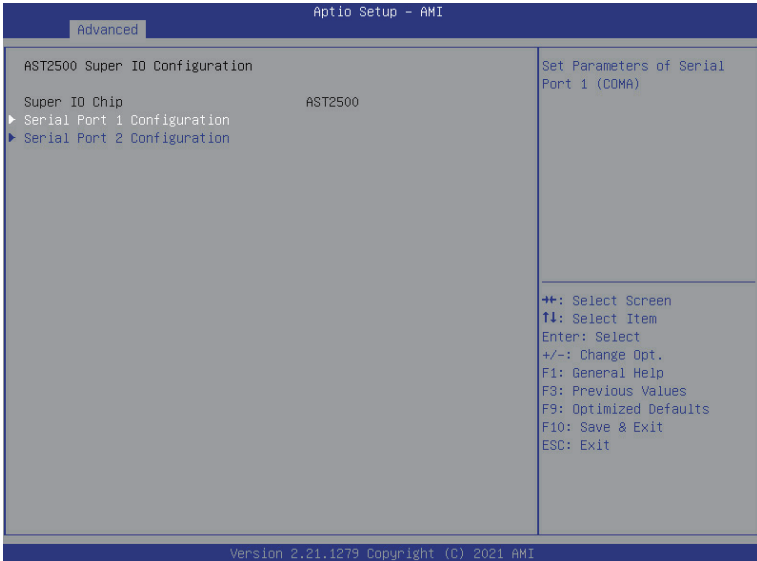 Aptio Setup – AMI
Advanced
AST2500 Super IO Configuration
Super IO Chip AST2500
▶ Serial Port 1 Configuration
▶ Serial Port 2 Configuration
Set Parameters of Serial
Port 1 (COMA)
→←: Select Screen
↑↓: Select Item
Enter: Select
+/-: Change Opt.
F1: General Help
F3: Previous Values
F9: Optimized Defaults
F10: Save & Exit
ESC: Exit
Version 2.21.1279 Copyright (C) 2021 AMI